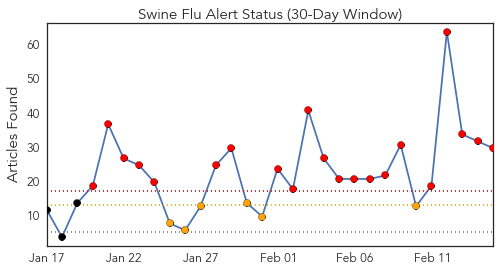 Swine Flu Alert Status (30-Day Window)
Articles Found
60
50
40
30
20
10
Jan 17
Jan 22
Jan 27
Feb 01
Feb 06
Feb 11